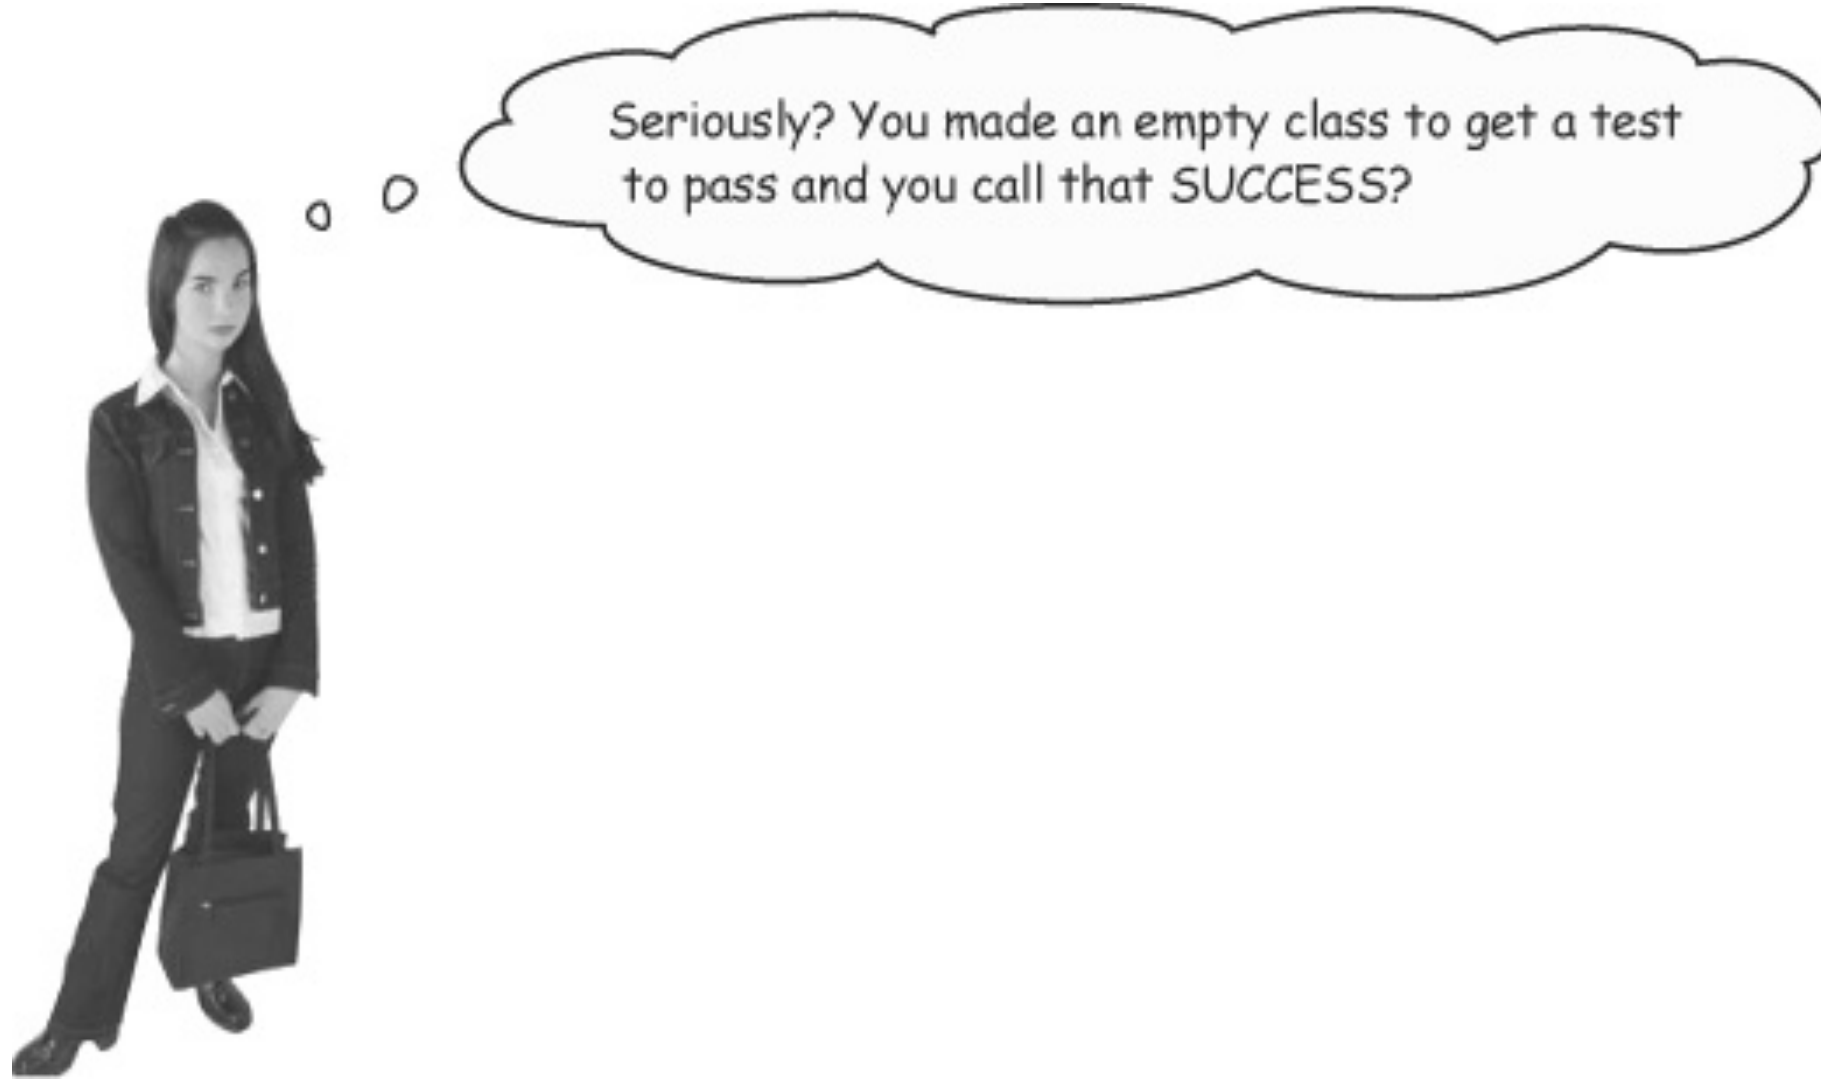 Seriously? You made an empty class to get a test
to pass and you call that SUCCESS?